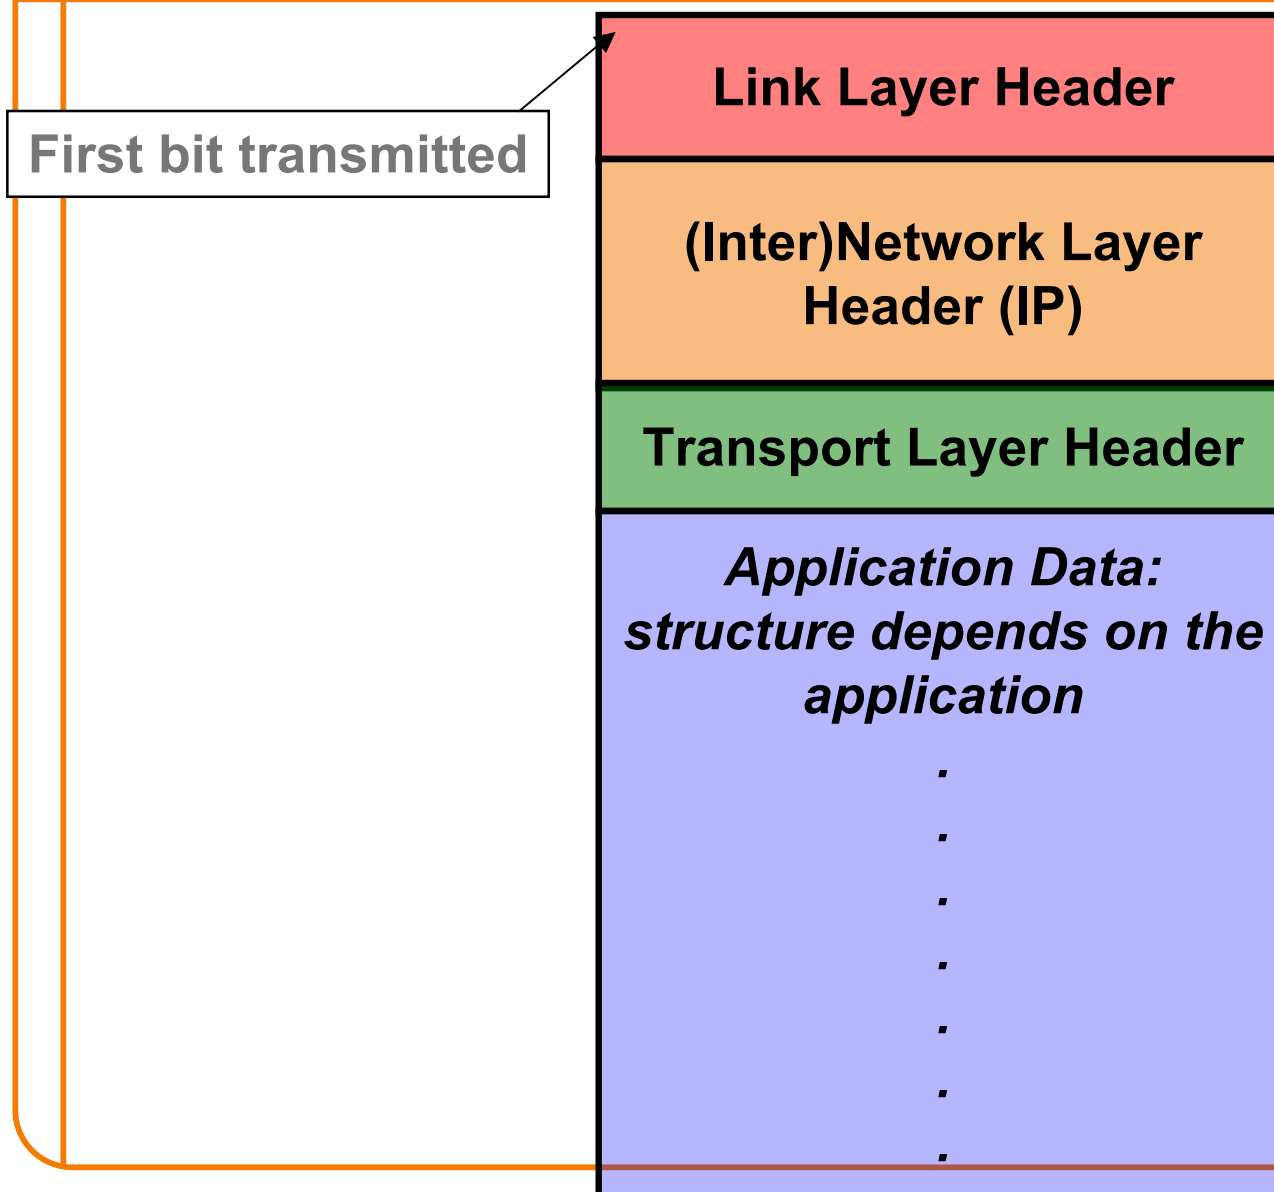 Link Layer Header
First bit transmitted
(Inter)Network Layer
Header (IP)
Transport Layer Header
Application Data:
structure depends on the
application
.
.
.
.
.
.
.